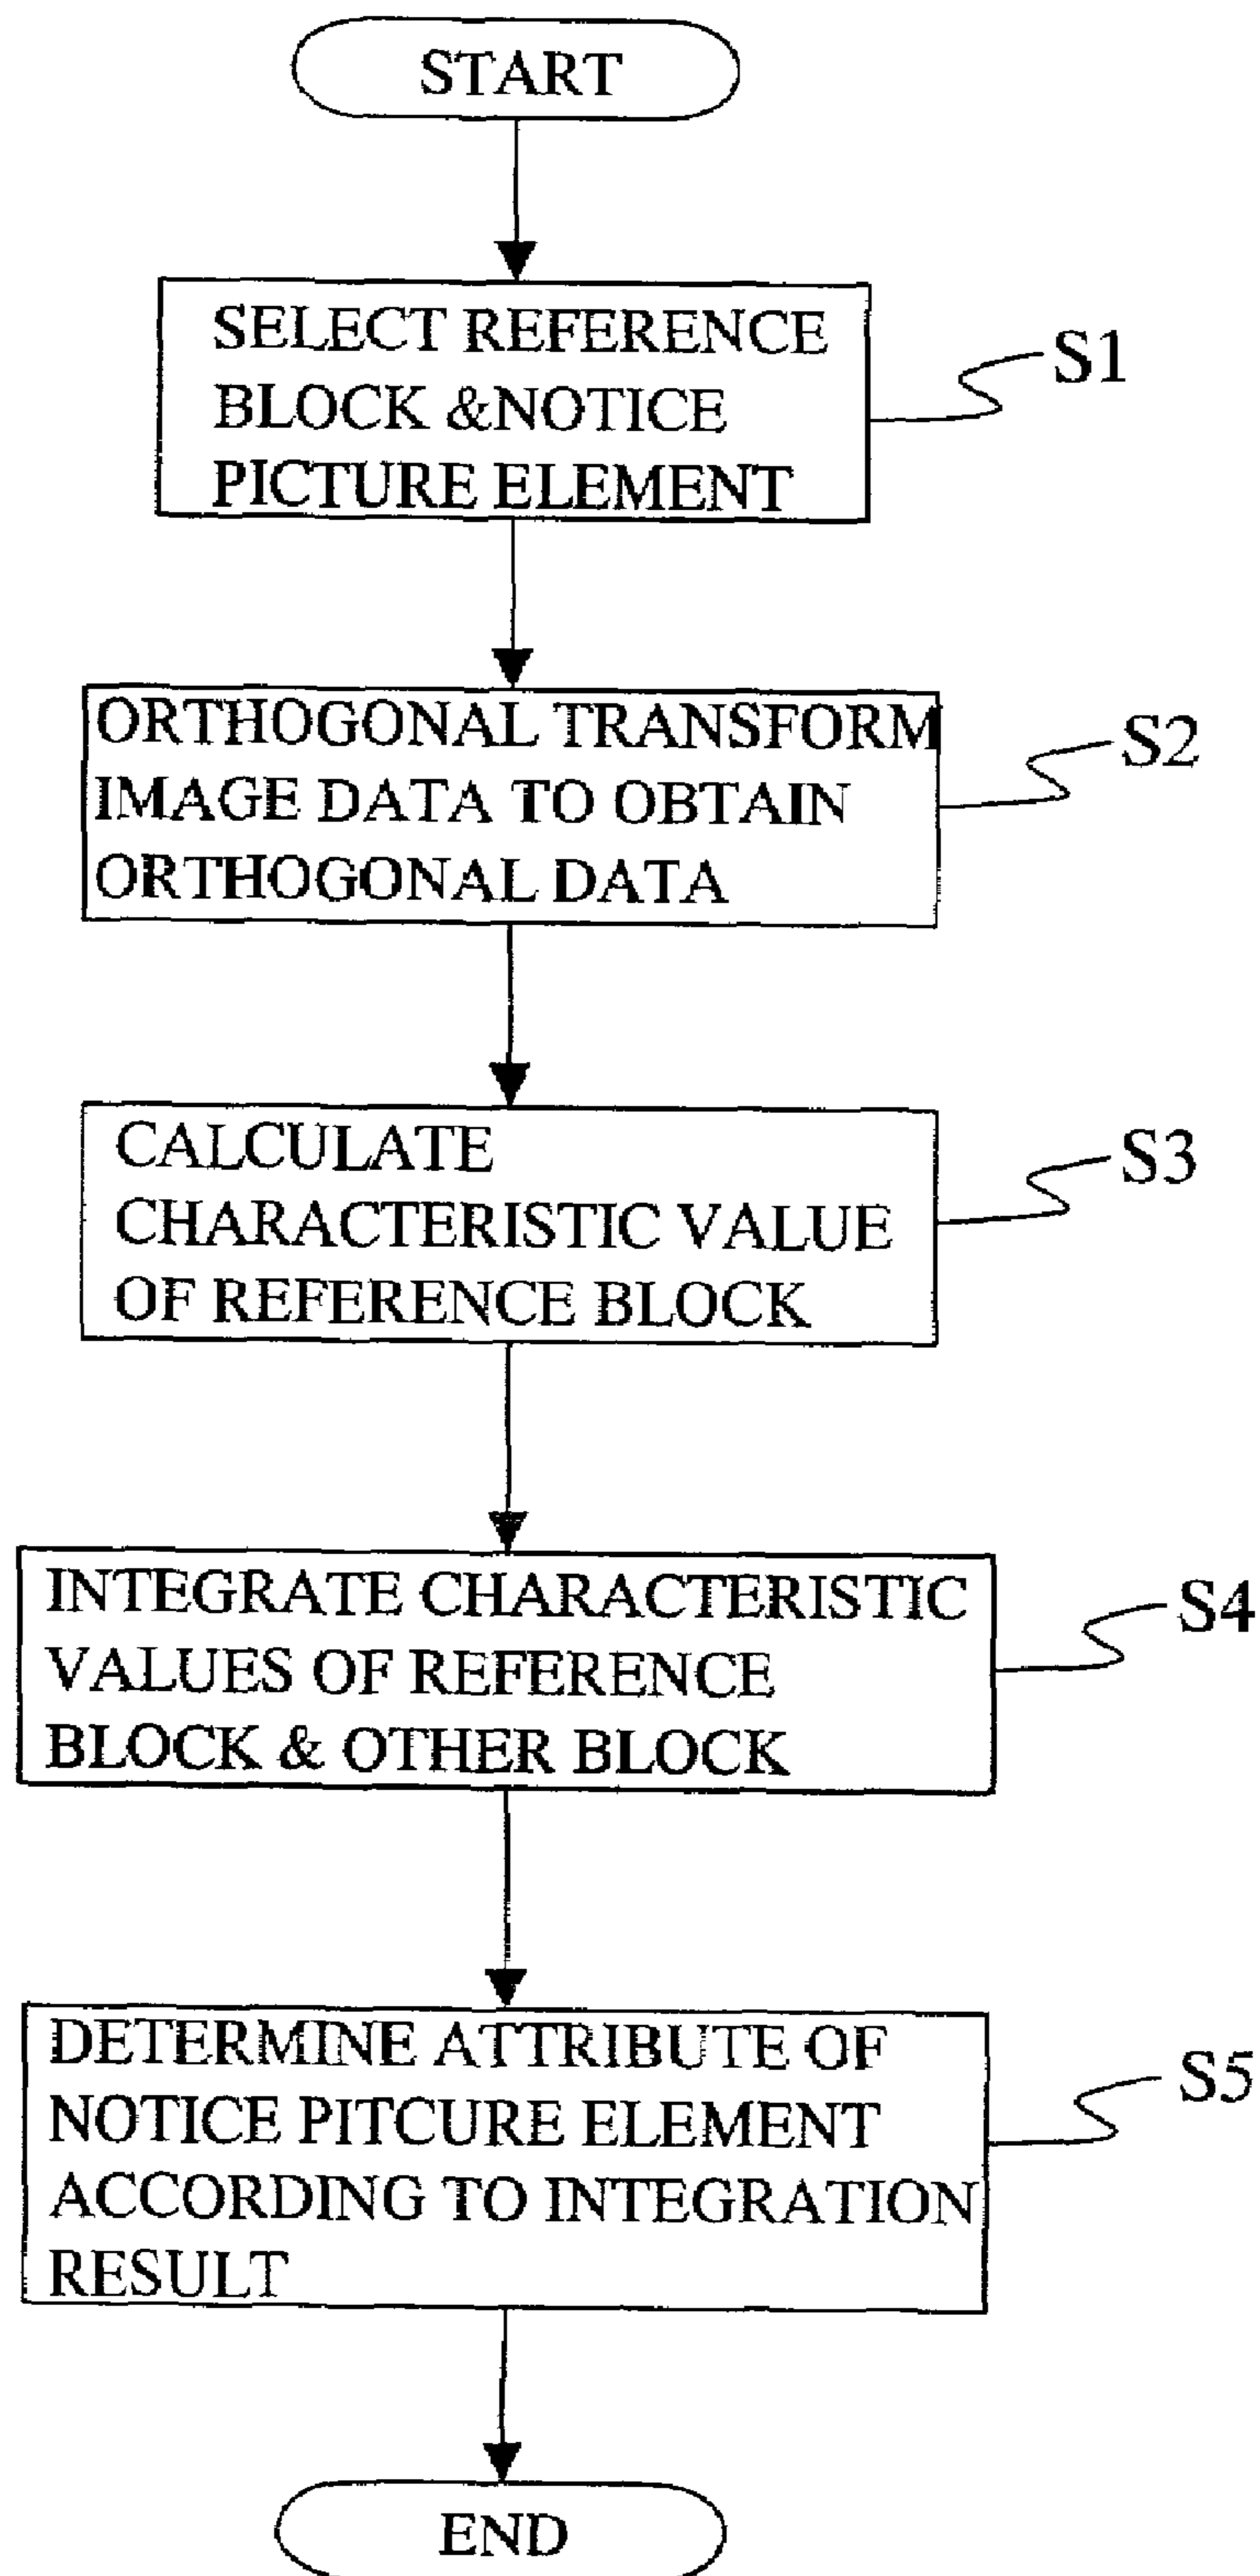 START
SELECT REFERENCE
BLOCK &NOTICE
PICTURE ELEMENT
S1
ORTHOGONAL TRANSFORM
IMAGE DATA TO OBTAIN
ORTHOGONAL DATA
S2
CALCULATE
CHARACTERISTIC VALUE
OF REFERENCE BLOCK
S3
INTEGRATE CHARACTERISTIC
VALUES OF REFERENCE
BLOCK & OTHER BLOCK
S4
DETERMINE ATTRIBUTE OF
NOTICE PITCURE ELEMENT
ACCORDING TO INTEGRATION
RESULT
S5
END